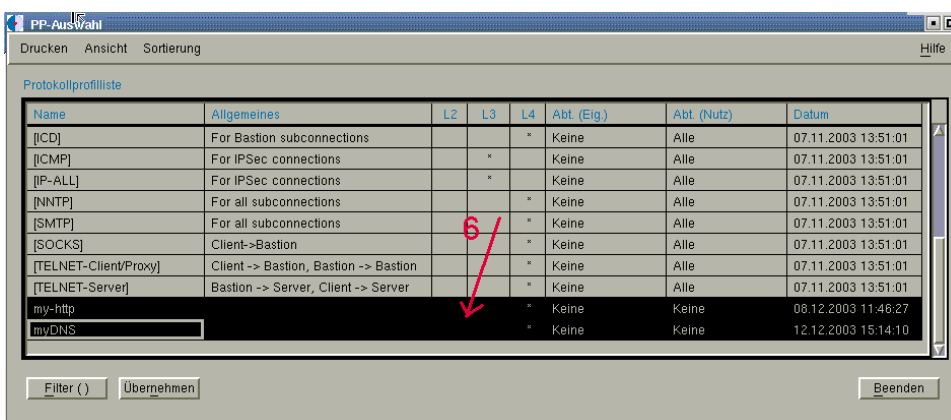 PP-Auswahl
Drucken Ansicht Sortierung Hilfe
Protokollprofilliste
Name Allgemeines L2 L3 L4 Abt. (Eig.) Abt. (Nutz) Datum
[ICD] For Bastion subconnections * Keine Alle 07.11.2003 13:51:01
[ICMP] For IPSec connections * Keine Alle 07.11.2003 13:51:01
[IP-ALL] For IPSec connections * Keine Alle 07.11.2003 13:51:01
[NNTP] For all subconnections * Keine Alle 07.11.2003 13:51:01
[SMTP] For all subconnections * Keine Alle 07.11.2003 13:51:01
6
[SOCKS] Client->Bastion * Keine Alle 07.11.2003 13:51:01
[TELNET-Client/Proxy] Client -> Bastion, Bastion -> Bastion * Keine Alle 07.11.2003 13:51:01
[TELNET-Server] Bastion -> Server, Client -> Server * Keine Alle 07.11.2003 13:51:01
my-http * Keine Keine 08.12.2003 11:46:27
myDNS * Keine Keine 12.12.2003 15:14:10
Filter ( ) Übernehmen Beenden